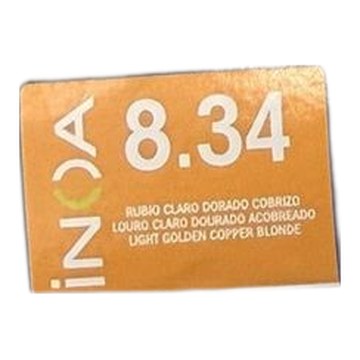 iNOA
8.34
RUBIO CLARO DORADO COBRIZO
LOURO CLARO DOURADO ACOBREADO
LIGHT GOLDEN COPPER BLONDE